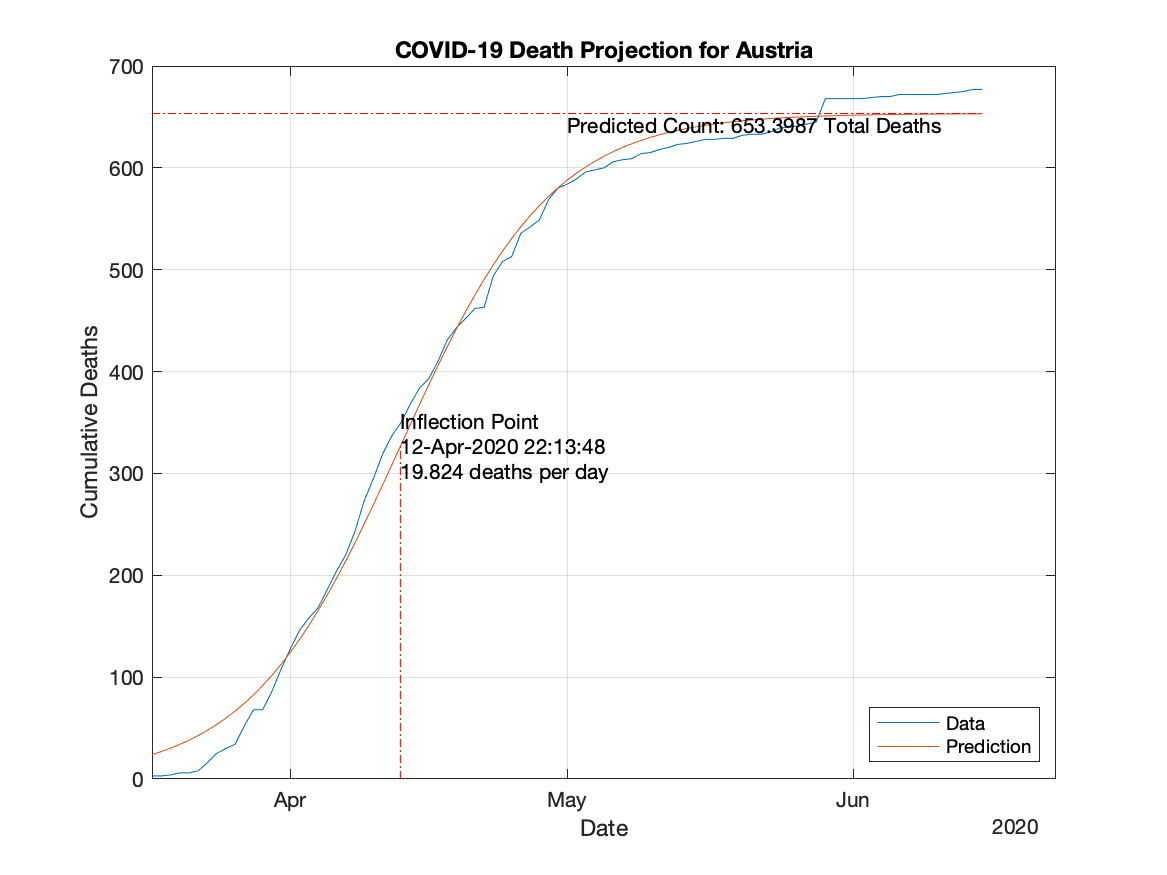 COVID-19 Death Projection for Austria
700
600
500
400
300
200
100
0
Cumulative Deaths
Predicted Count: 653.3987 Total Deaths
Inflection Point
12-Apr-2020 22:13:48
19.824 deaths per day
Data
Prediction
Apr May Jun
Date
2020